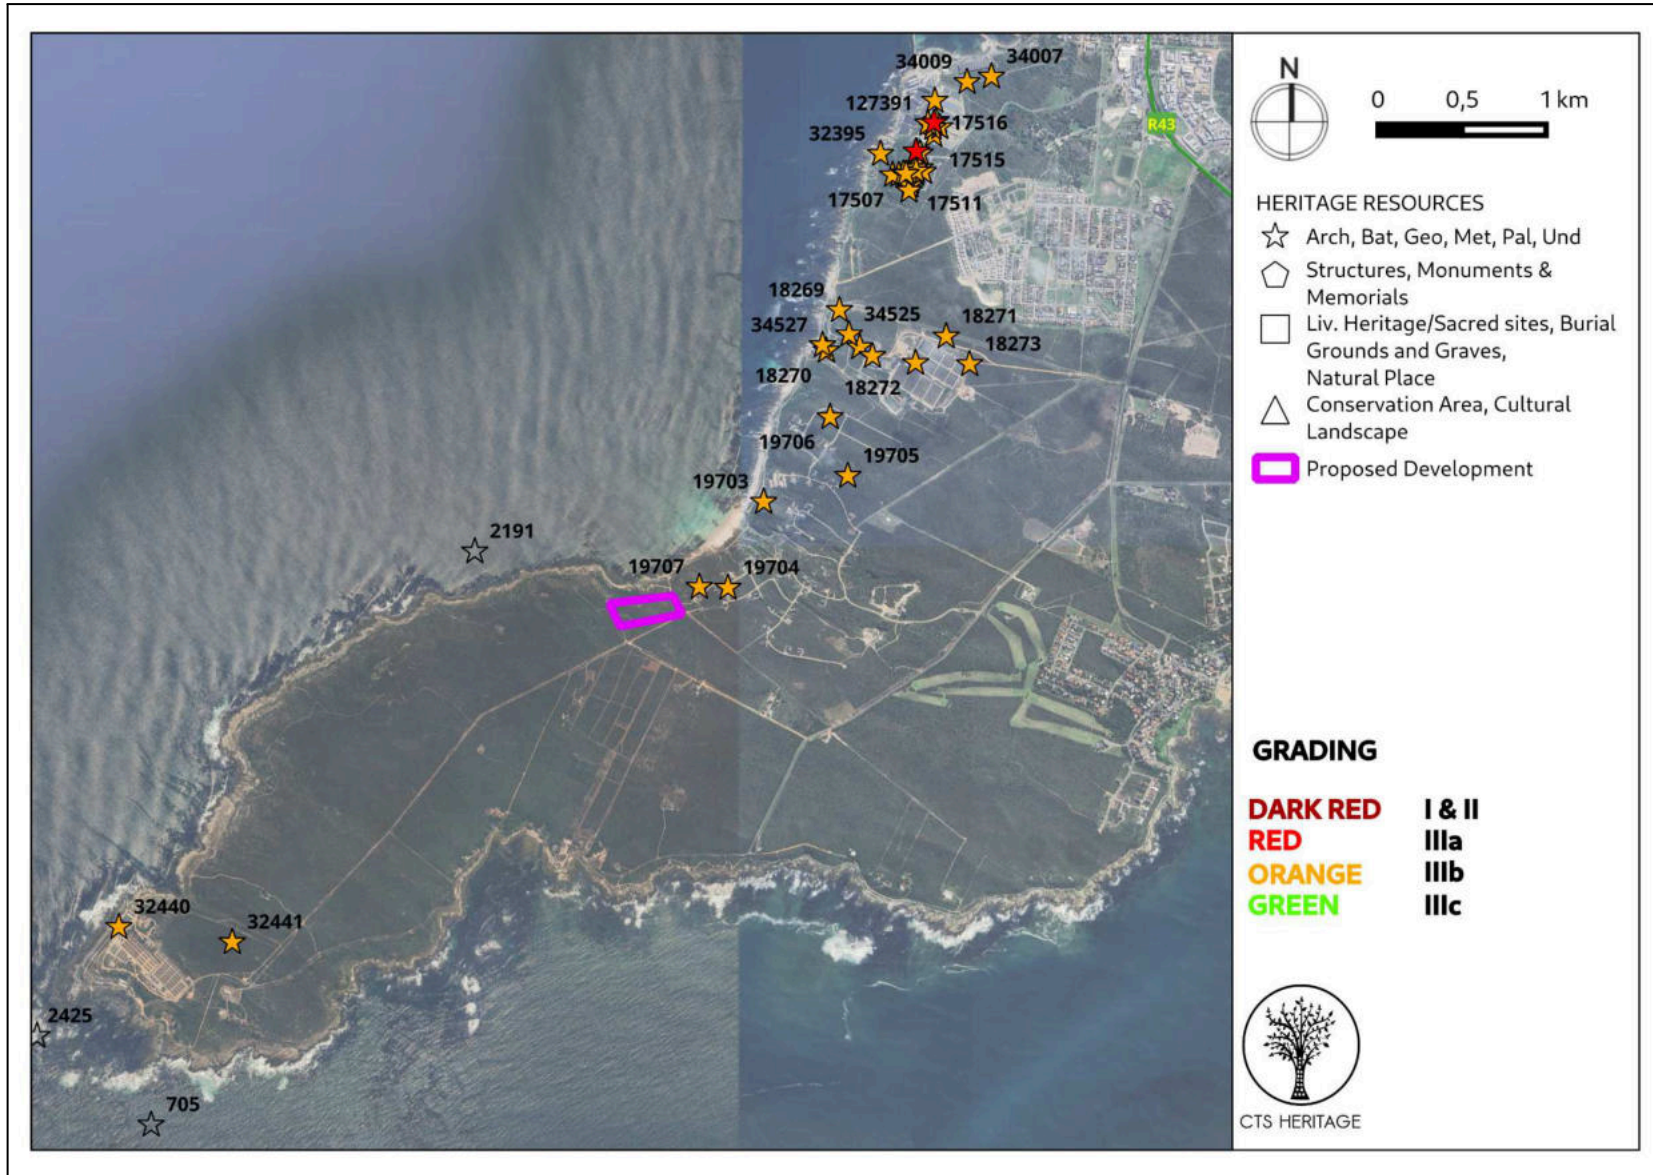 34009
34007
127391
17516
R43
32395
17515
17507
17511
18269
34525
34527
18271
18273
18270
18272
19706
19705
19703
2191
19707
19704
32440
32441
2425
705
N
0 0,5 1 km
HERITAGE RESOURCES
Arch, Bat, Geo, Met, Pal, Und
Structures, Monuments &
Memorials
Liv. Heritage/Sacred sites, Burial
Grounds and Graves,
Natural Place
Conservation Area, Cultural
Landscape
Proposed Development
GRADING
DARK RED I & II
RED IIIa
ORANGE IIIb
GREEN IIIc
CTS HERITAGE